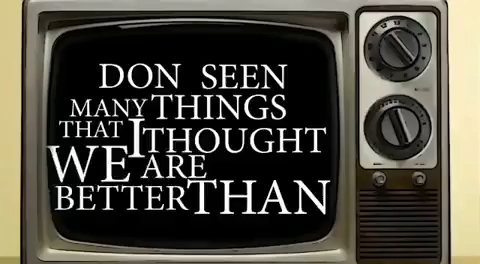 DON SEEN
MANY THINGS
THAT I THOUGHT
WE ARE
BETTER THAN